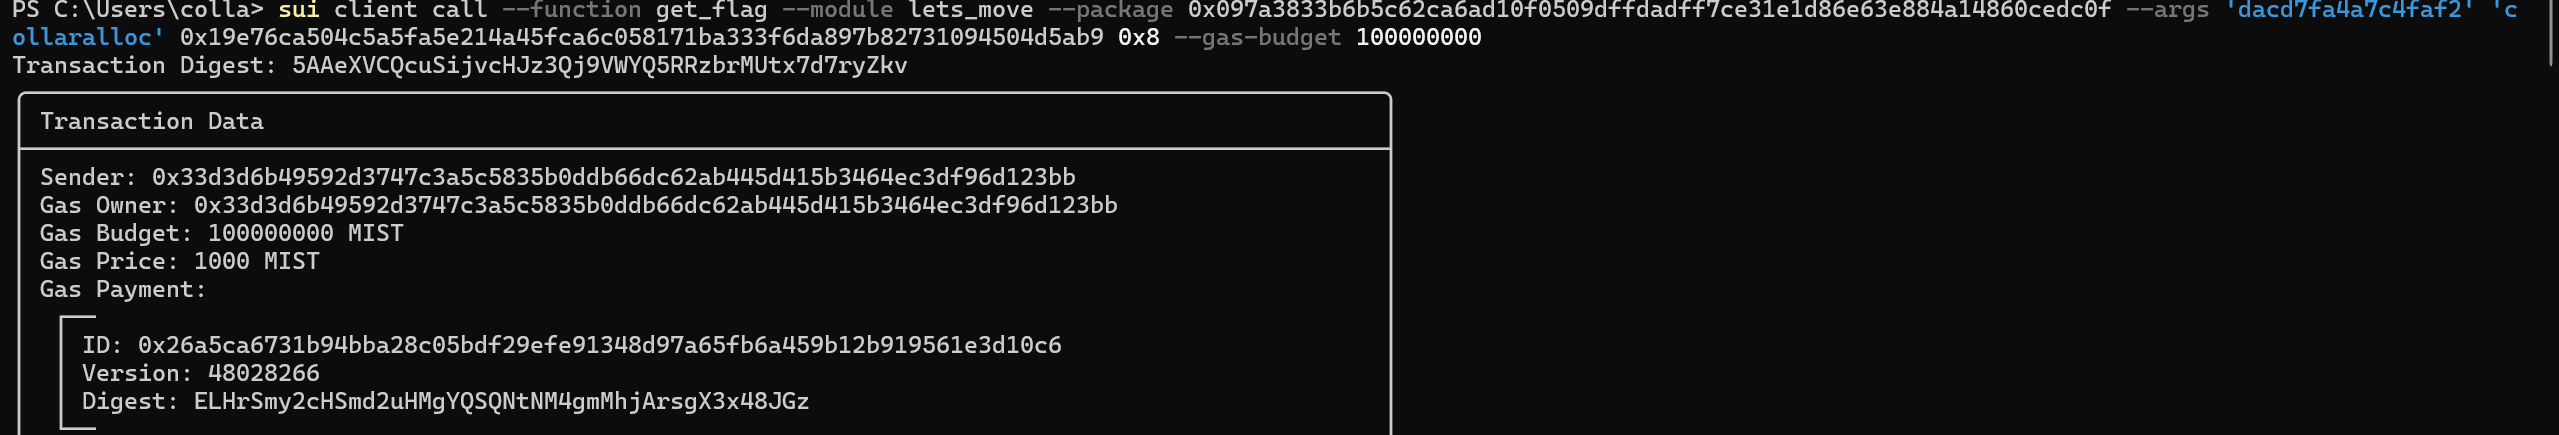 PS C:\Users\colla> sui client call --function get_flag --module lets_move --package 0x097a3833b6b5c62ca6ad10f0509dffdadff7ce31e1d86e63e884a14860cedc0f --args 'dacd7fa4a7c4faf2' 'c
ollaralloc' 0x19e76ca504c5a5fa5e214a45fca6c058171ba333f6da897b82731094504d5ab9 0x8 --gas-budget 100000000
Transaction Digest: 5AAeXVCQcuSijvcHJz3Qj9VWYQ5RRzbrMUtx7d7ryZkv
Transaction Data
Sender: 0x33d3d6b49592d3747c3a5c5835b0ddb66dc62ab445d415b3464ec3df96d123bb
Gas Owner: 0x33d3d6b49592d3747c3a5c5835b0ddb66dc62ab445d415b3464ec3df96d123bb
Gas Budget: 100000000 MIST
Gas Price: 1000 MIST
Gas Payment:
ID: 0x26a5ca6731b94bba28c05bdf29efe91348d97a65fb6a459b12b919561e3d10c6
Version: 48028266
Digest: ELHrSmy2cHSmd2uHMgYQSQNtNM4gmMhjArsgX3x48JGz